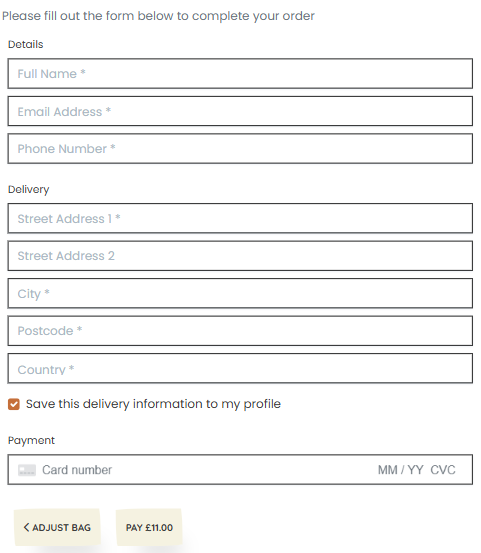 Please fill out the form below to complete your order
Details
Full Name *
Email Address *
Phone Number *
Delivery
Street Address 1 *
Street Address 2
City *
Postcode *
Country *
Save this delivery information to my profile
Payment
Card number MM / YY CVC
ADJUST BAG PAY £11.00